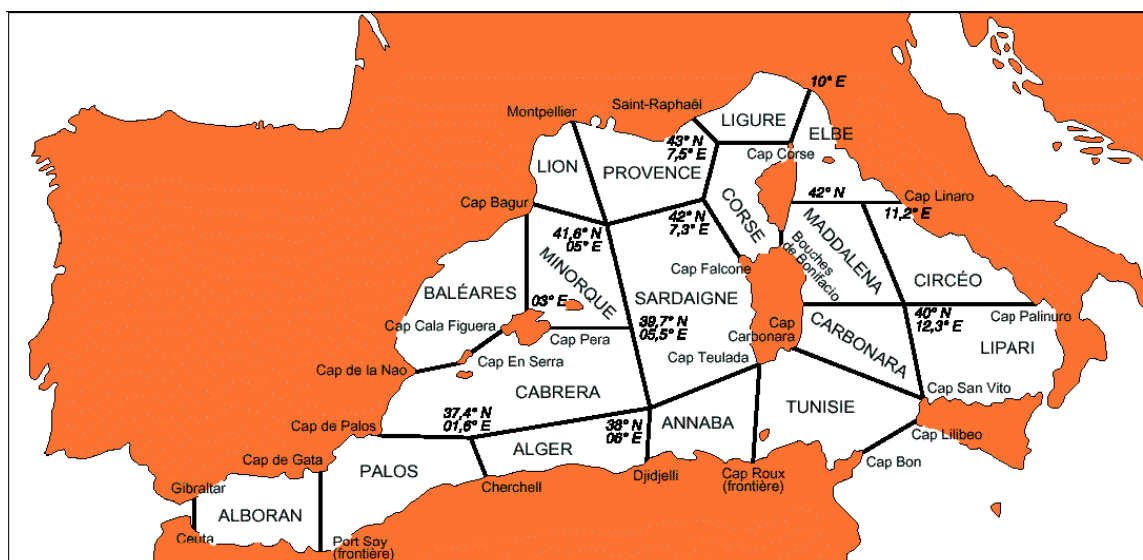 10° E
Saint-Raphaël
Montpellier
LIGURE
ELBE
43° N
7,5° E
Cap Corse
LION
PROVENCE
42° N
Cap Linaro
Cap Bagur
11,2° E
CORSE
42° N
7,3° E
MADDALENA
41,6° N
05° E
Bouches
de Bonifacio
MINORQUE
Cap Falcone
CIRCÉO
BALÉARES
03° E
SARDAIGNE
40° N
12,3° E
Cap Palinuro
Cap Cala Figuera
Cap Pera
39,7° N
05,5° E
Cap
Carbonara
CARBONARA
LIPARI
Cap En Serra
Cap Teulada
Cap de la Nao
CABRERA
Cap San Vito
37,4° N
01,6° E
TUNISIE
Cap de Palos
38° N
06° E
ANNABA
Cap Lilibeo
ALGER
Cap de Gata
PALOS
Cap Bon
Cherchell
Djidjelli
Cap Roux
(frontière)
Gibraltar
ALBORAN
Ceuta
Port Say
(frontière)